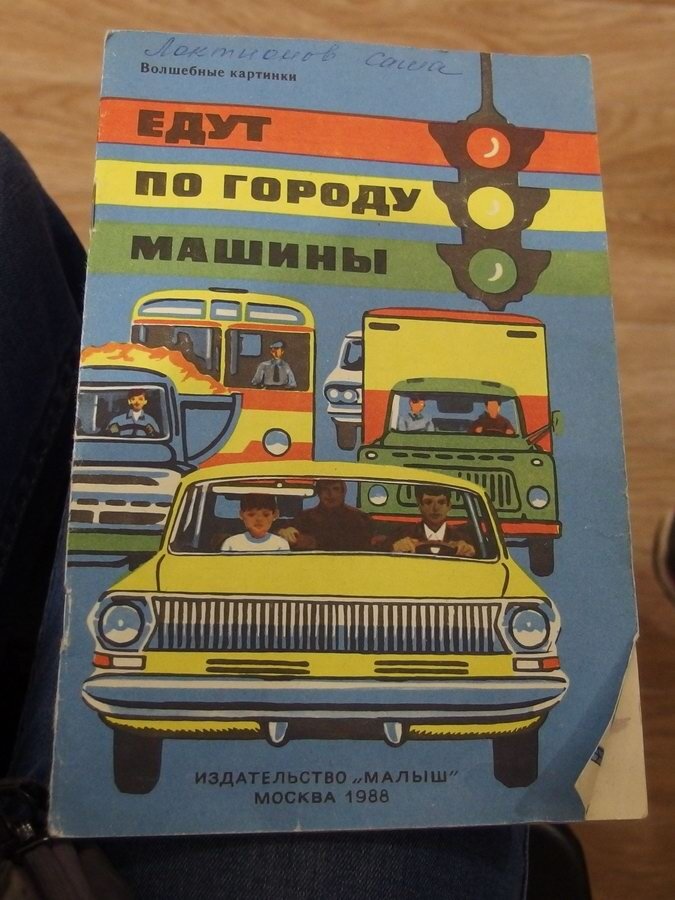 Локтионов Саша
Волшебные картинки
ЕДУТ
ПО ГОРОДУ
МАШИНЫ
ИЗДАТЕЛЬСТВО „МАЛЫШ"
МОСКВА 1988